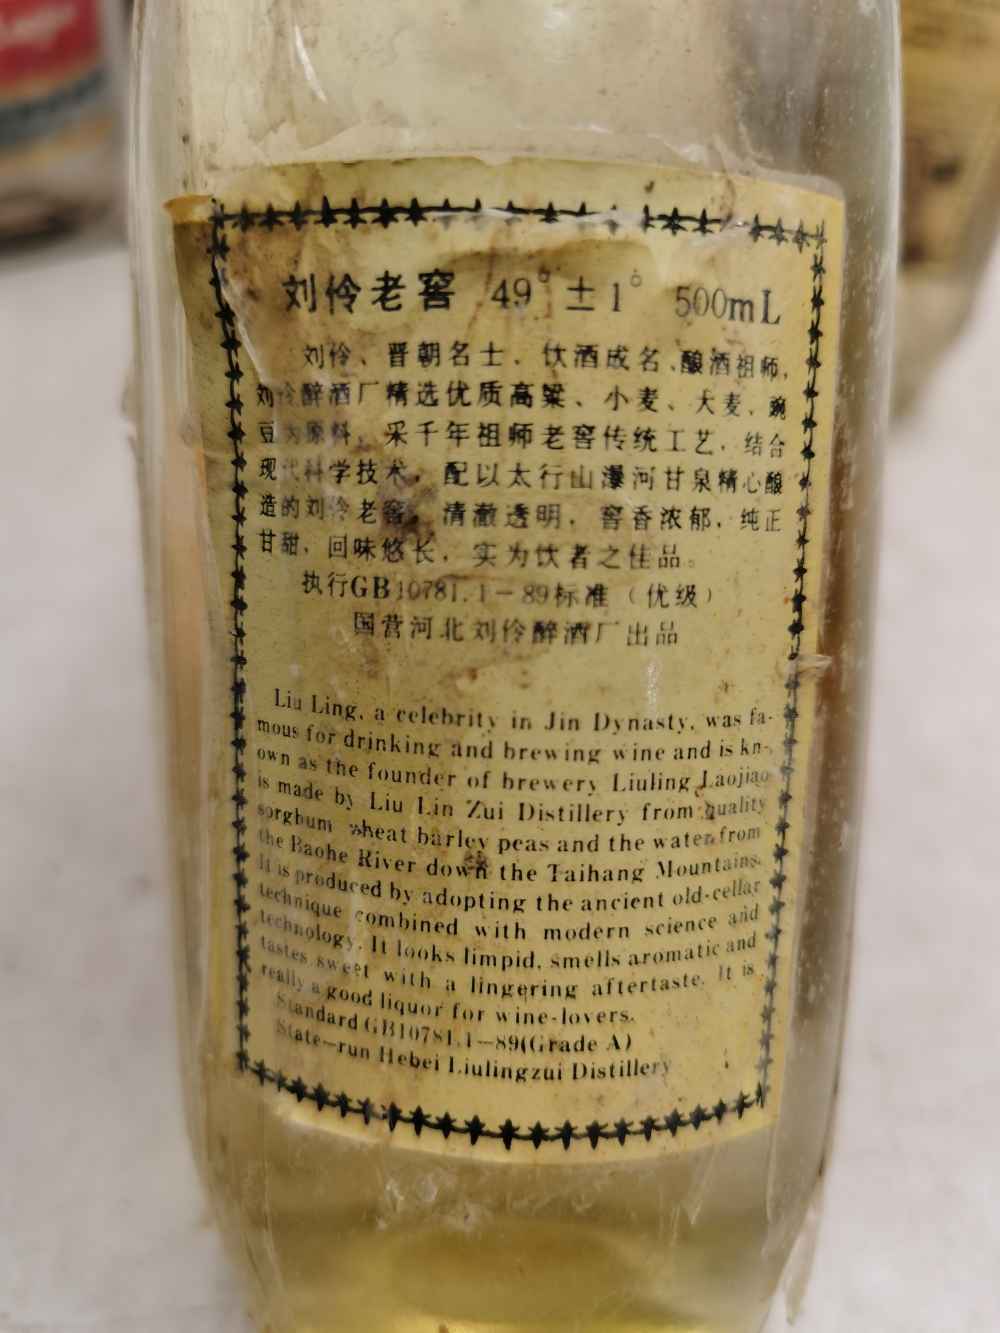 刘伶老窖 49°±1° 500mL
刘伶、晋朝名士、饮酒成名、酿酒祖师，
刘伶醉酒厂精选优质高粱、小麦、大麦、豌
豆为原料，采千年祖师老窖传统工艺，结合
现代科学技术，配以太行山瀑河甘泉精心酿
造的刘伶老窖，清澈透明，窖香浓郁，纯正
甘甜，回味悠长，实为饮者之佳品。
执行GB10781.1-89标准（优级）
国营河北刘伶醉酒厂出品
Liu Ling, a celebrity in Jin Dynasty, was fa-
mous for drinking and brewing wine and is kn-
own as the founder of brewery Liuling Laojiao
is made by Liu Lin Zui Distillery from quality
sorghum wheat barley peas and the water from
the Baohe River down the Taihang Mountains.
It is produced by adopting the ancient old-cellar
technique combined with modern science and
technology. It looks limpid, smells aromatic and
tastes sweet with a lingering aftertaste. It is
really a good liquor for wine-lovers.
Standard GB10781.1-89(Grade A)
State-run Hebei Liulingzui Distillery